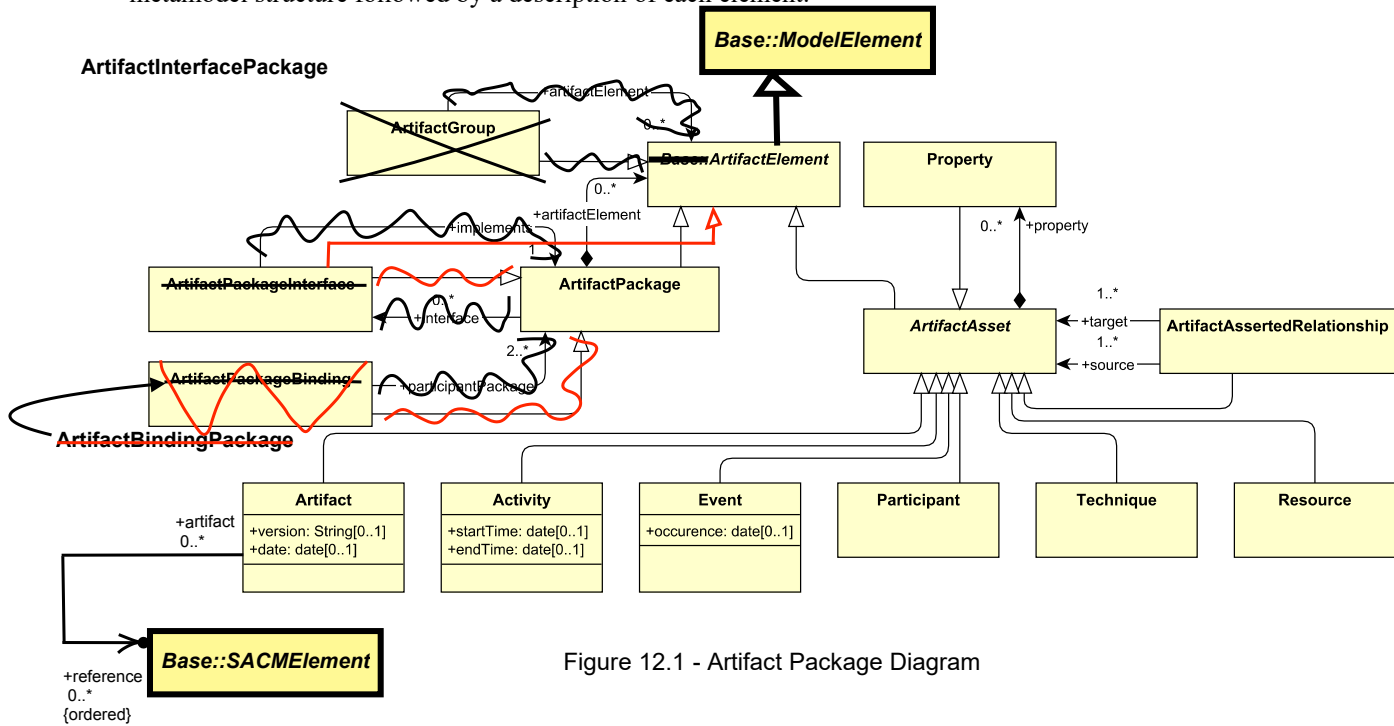 metamodel structure followed by a description of each element.
Base::ModelElement
ArtifactInterfacePackage
+artifactElement
ArtifactGroup
0..*
Base::ArtifactElement
Property
0..*
+artifactElement
0..*
+property
+implements
1
ArtifactPackageInterface
ArtifactPackage
0..*
+interface
ArtifactAsset
1..*
+target
ArtifactAssertedRelationship
1..*
+source
2..*
ArtifactPackageBinding
+participantPackage
ArtifactBindingPackage
Artifact
Activity
Event
Participant
Technique
Resource
+artifact
0..*
+version: String[0..1]
+date: date[0..1]
+startTime: date[0..1]
+endTime: date[0..1]
+occurence: date[0..1]
Base::SACMElement
+reference
0..*
{ordered}
Figure 12.1 - Artifact Package Diagram